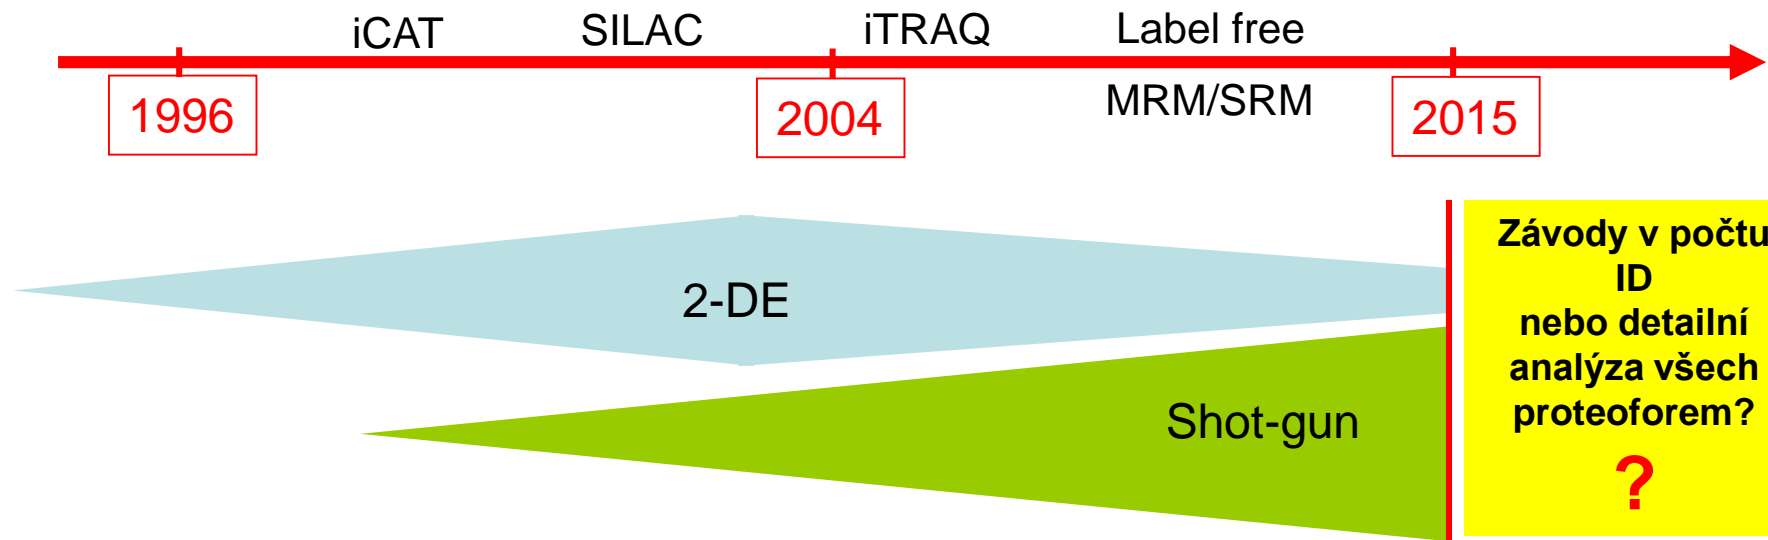 iCAT SILAC iTRAQ Label free
1996 2004 MRM/SRM 2015
2-DE
Shot-gun
Závody v počtu
ID
nebo detailní
analýza všech
proteoforem?
?